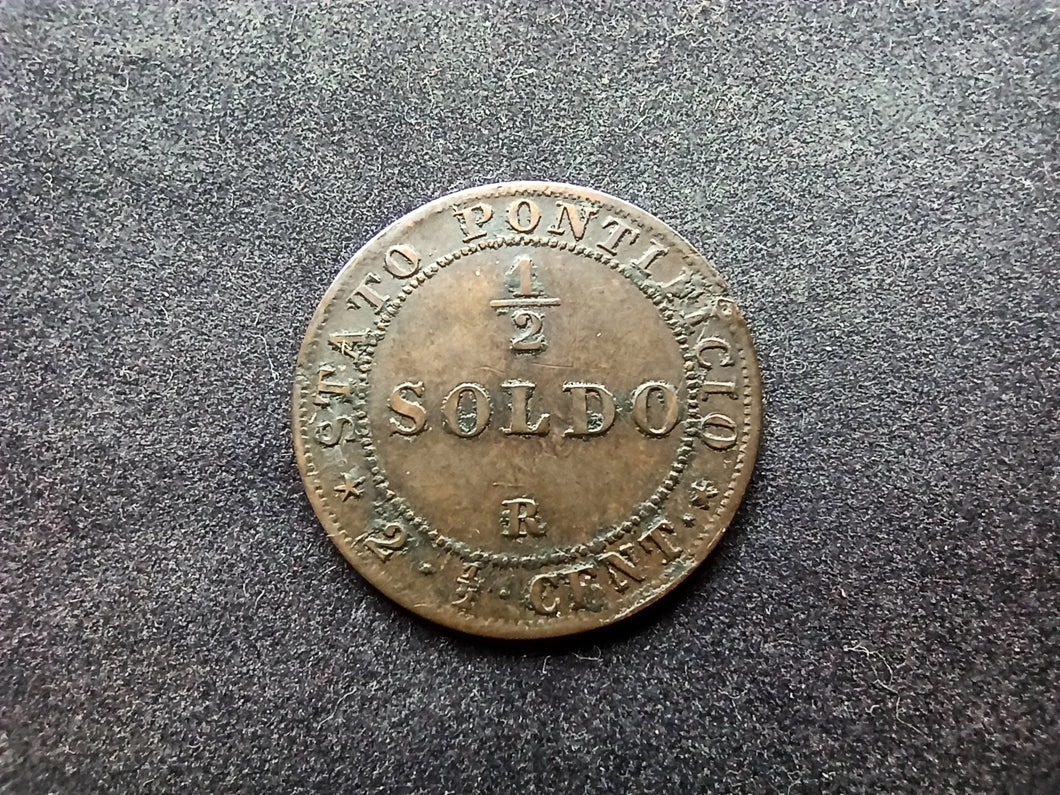 STATO PONTIFICIO
1/2
SOLDO
R
2 · 1/2 · CENT ·